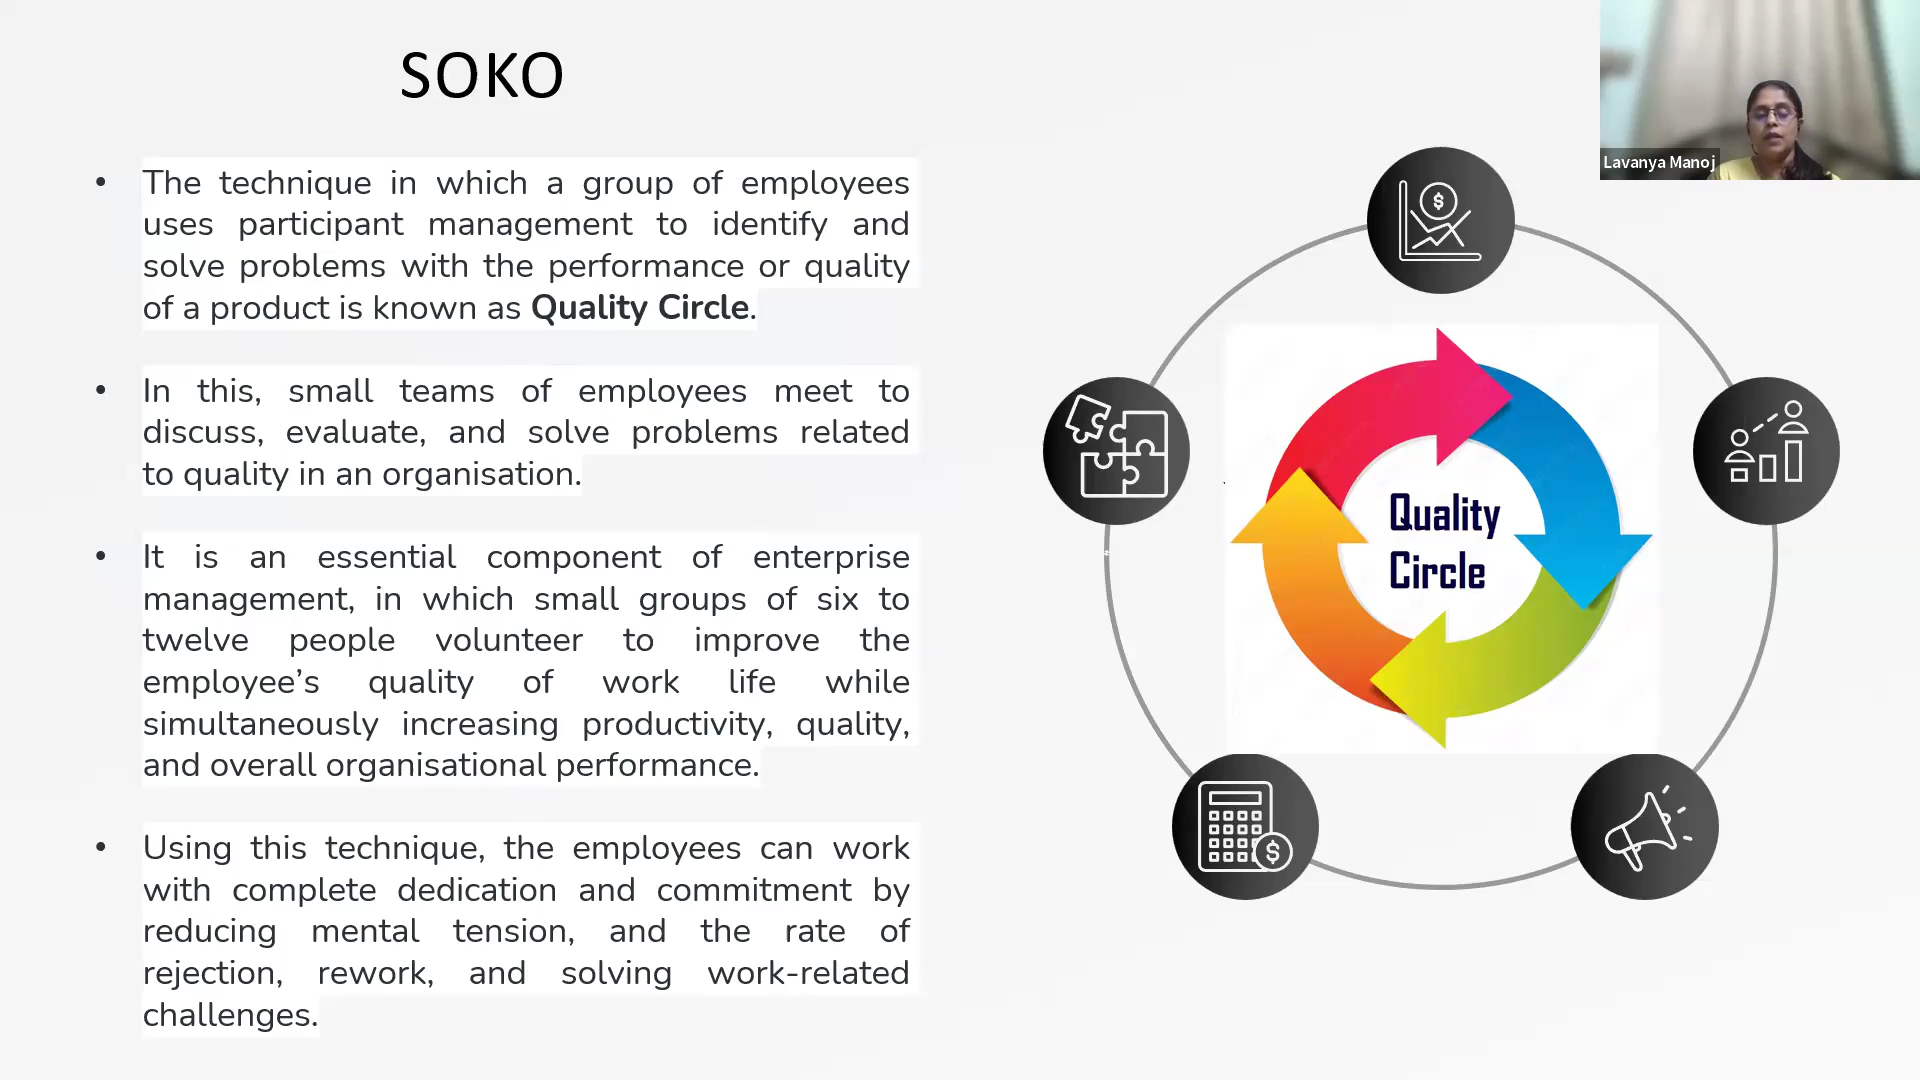 SOKO
• The technique in which a group of employees
uses participant management to identify and
solve problems with the performance or quality
of a product is known as Quality Circle.
• In this, small teams of employees meet to
discuss, evaluate, and solve problems related
to quality in an organisation.
• It is an essential component of enterprise
management, in which small groups of six to
twelve people volunteer to improve the
employee’s quality of work life while
simultaneously increasing productivity, quality,
and overall organisational performance.
• Using this technique, the employees can work
with complete dedication and commitment by
reducing mental tension, and the rate of
rejection, rework, and solving work-related
challenges.
Lavanya Manoj
$
Quality
Circle
$